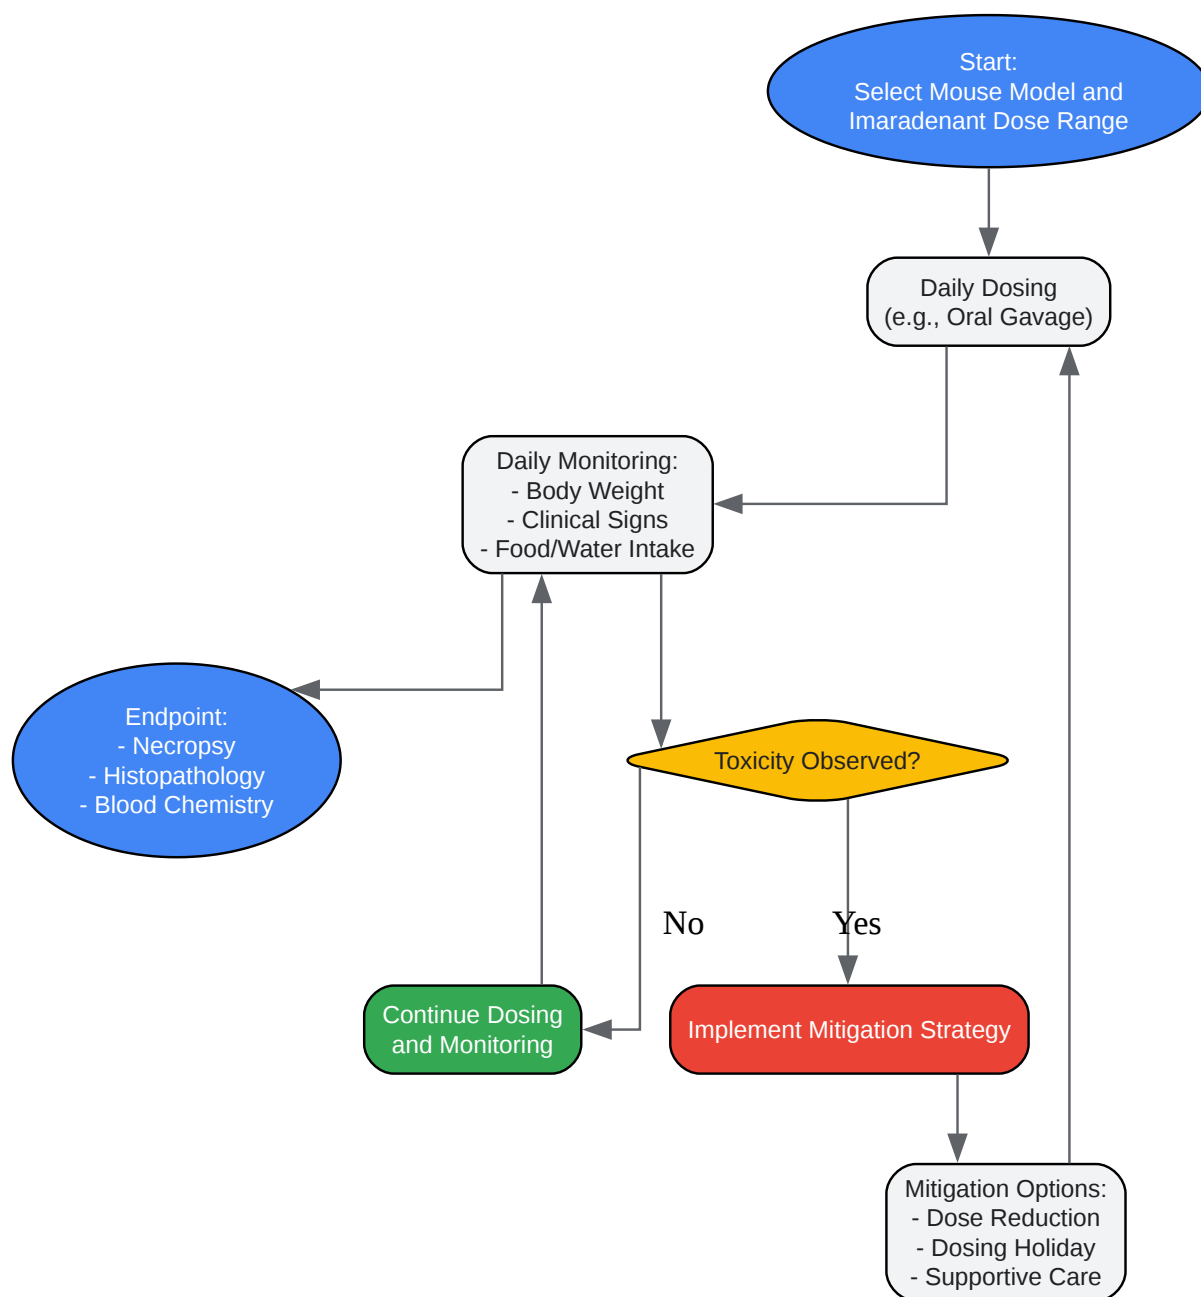 Start:
Select Mouse Model and
Imaradenant Dose Range
Daily Dosing
(e.g., Oral Gavage)
Daily Monitoring:
- Body Weight
- Clinical Signs
- Food/Water Intake
Endpoint:
- Necropsy
- Histopathology
- Blood Chemistry
Toxicity Observed?
No
Yes
Continue Dosing
and Monitoring
Implement Mitigation Strategy
Mitigation Options:
- Dose Reduction
- Dosing Holiday
- Supportive Care